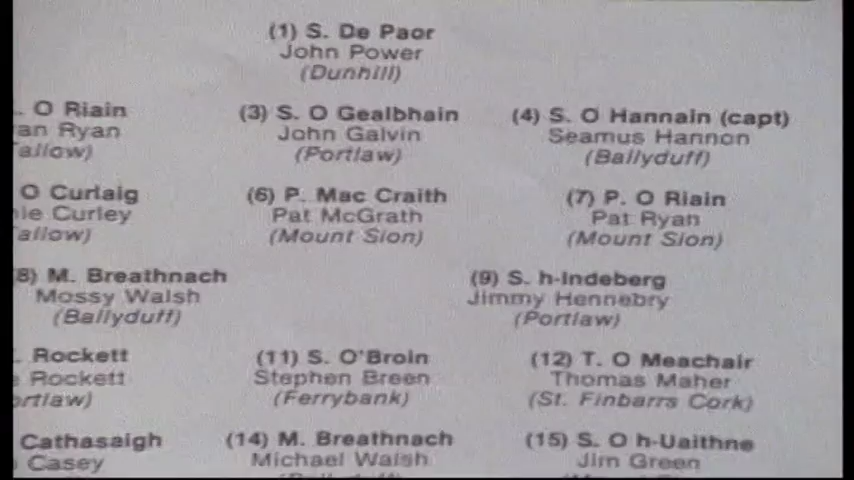 (1) S. De Paor
John Power
(Dunhill)
O Riain
Ryan
(3) S. O Gealbhain
John Galvin
(Portlaw)
(4) S. O Hannain (capt)
Seamus Hannon
(Ballyduff)
O Curlaig
Curley
(6) P. Mac Craith
Pat McGrath
(Mount Sion)
(7) P. O Riain
Pat Ryan
(Mount Sion)
8) M. Breathnach
Mossy Walsh
(Ballyduff)
(9) S. h-Indeberg
Jimmy Hennebry
(Portlaw)
Rockett
Rockett
(11) S. O'Broin
Stephen Breen
(Ferrybank)
(12) T. O Meachair
Thomas Maher
(St. Finbarrs Cork)
Cathasaigh
Casey
(14) M. Breathnach
Michael Walsh
(15) S. O h-Uaithne
Jim Green